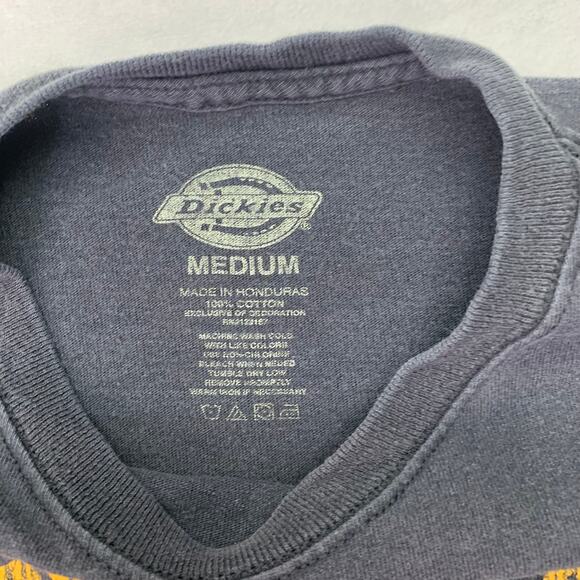 Dickies
®
MEDIUM
MADE IN HONDURAS
100% COTTON
EXCLUSIVE OF DECORATION
MACHINE WASH COLD
WITH LIKE COLORS
USE NON-CHLORINE
BLEACH WHEN NEEDED
TUMBLE DRY LOW
REMOVE PROMPTLY
WARM IRON IF NECESSARY